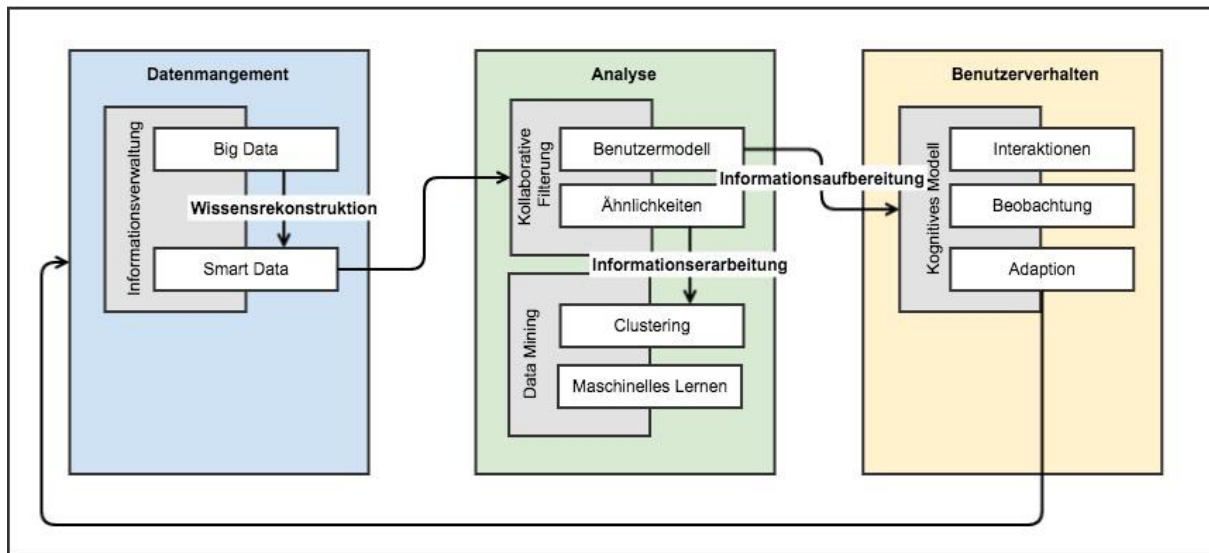 Datenmangement
Informationsverwaltung
Big Data
Wissensrekonstruktion
Smart Data
Analyse
Kollaborative
Filterung
Benutzermodell
Ähnlichkeiten
Informationserarbeitung
Data Mining
Clustering
Maschinelles Lernen
Informationsaufbereitung
Benutzerverhalten
Kognitives Modell
Interaktionen
Beobachtung
Adaption